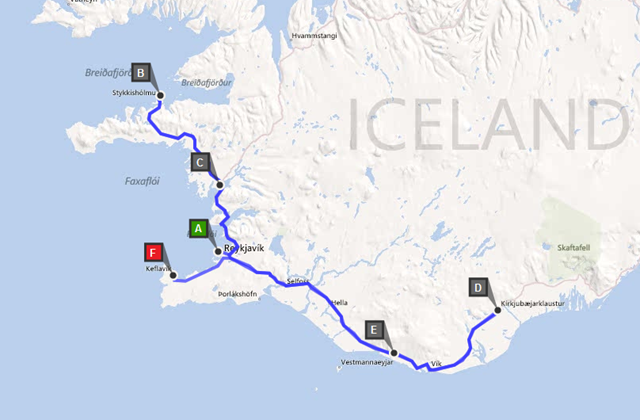 Hvammstangi
Breiðafjörður
B
Breiðafjörður
Stykkishólmur
ICELAND
C
Faxaflói
A
Reykjavík
F
Keflavík
Skaftafell
Selfoss
Þorlákshöfn
Hella
D
Kirkjubæjarklaustur
E
Vestmannaeyjar
Vík